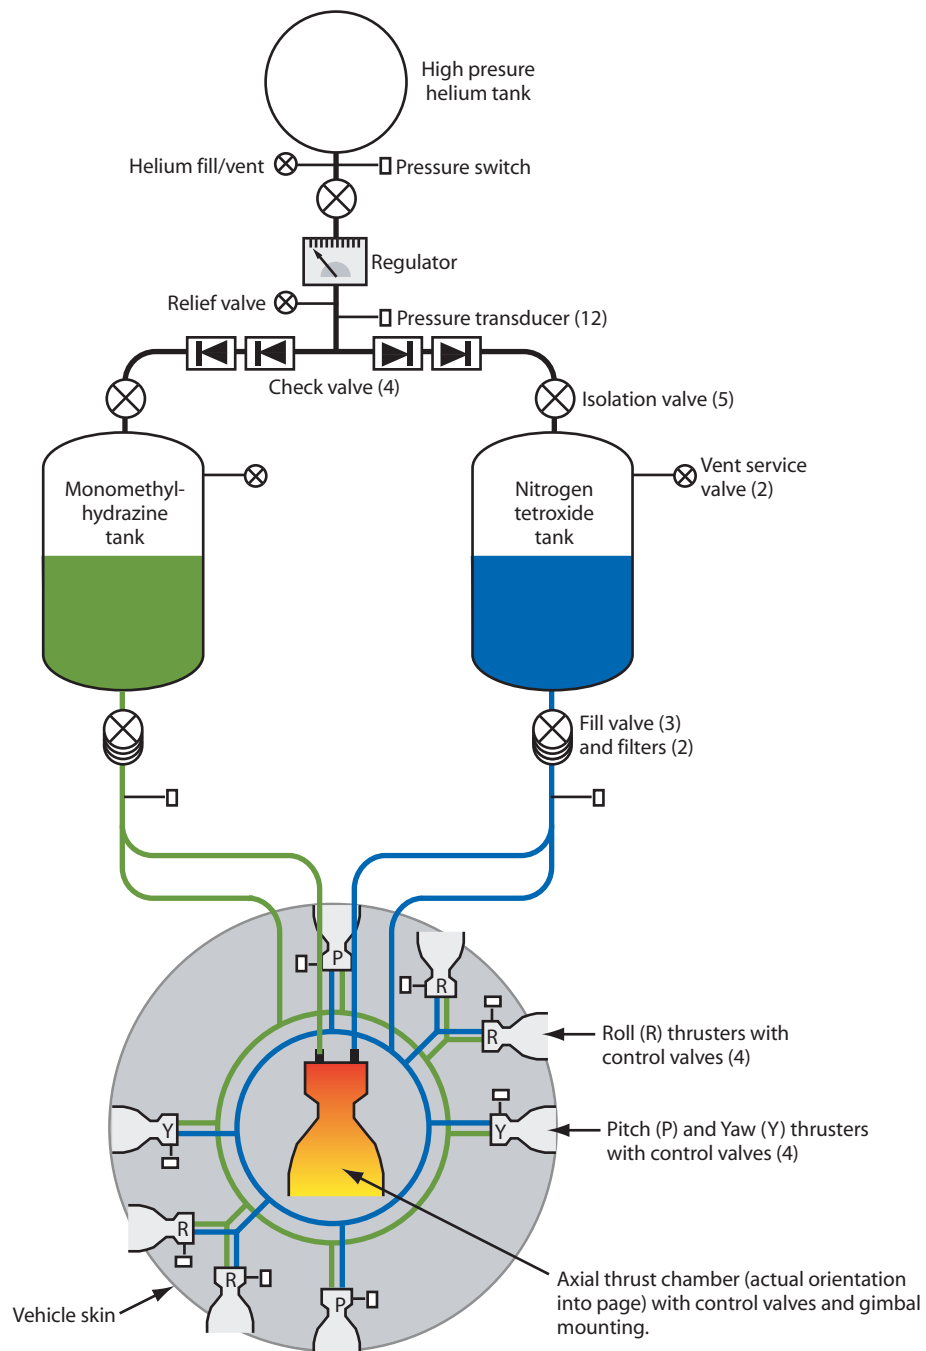 High presure
helium tank
Helium fill/vent
Pressure switch
Regulator
Relief valve
Pressure transducer (12)
Check valve (4)
Isolation valve (5)
Monomethyl-
hydrazine
tank
Nitrogen
tetroxide
tank
Vent service
valve (2)
Fill valve (3)
and filters (2)
P
R
R
Roll (R) thrusters with
control valves (4)
Y
Y
Pitch (P) and Yaw (Y) thrusters
with control valves (4)
R
R
P
Axial thrust chamber (actual orientation
into page) with control valves and gimbal
mounting.
Vehicle skin